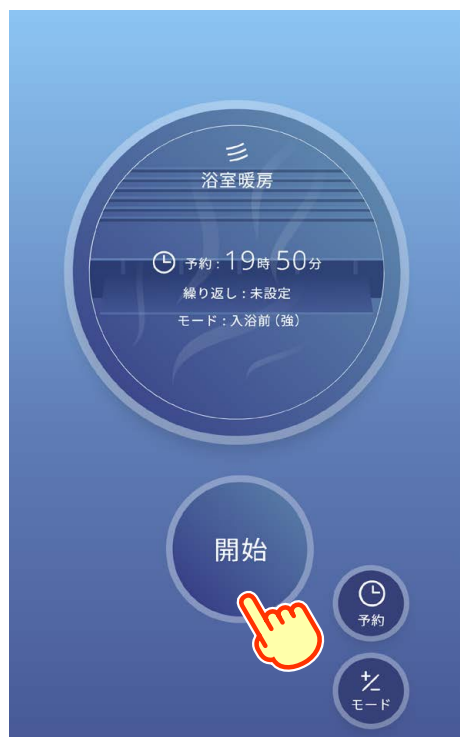 浴室暖房
予約:19時50分
繰り返し:未設定
モード:入浴前(強)
開始
予約
モード